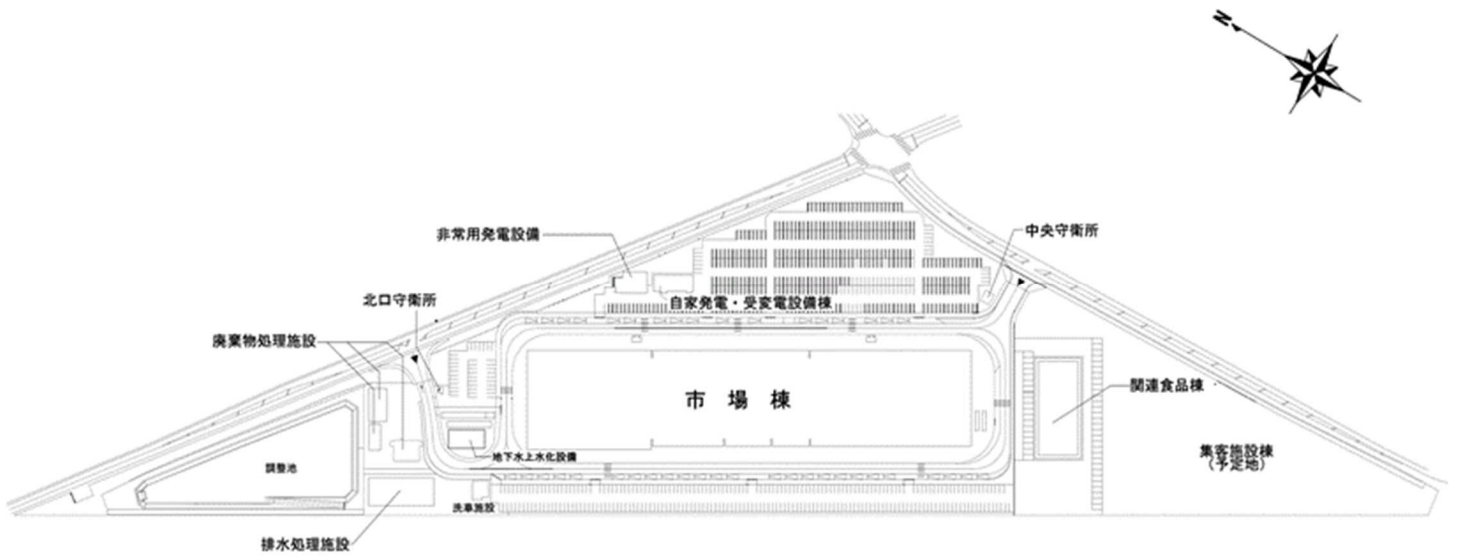 N
中央守衛所
非常用発電設備
北口守衛所
自家発電・受変電設備棟
廃棄物処理施設
関連食品棟
市場棟
地下水上水化設備
集客施設棟
(予定地)
調整池
洗車施設
排水処理施設